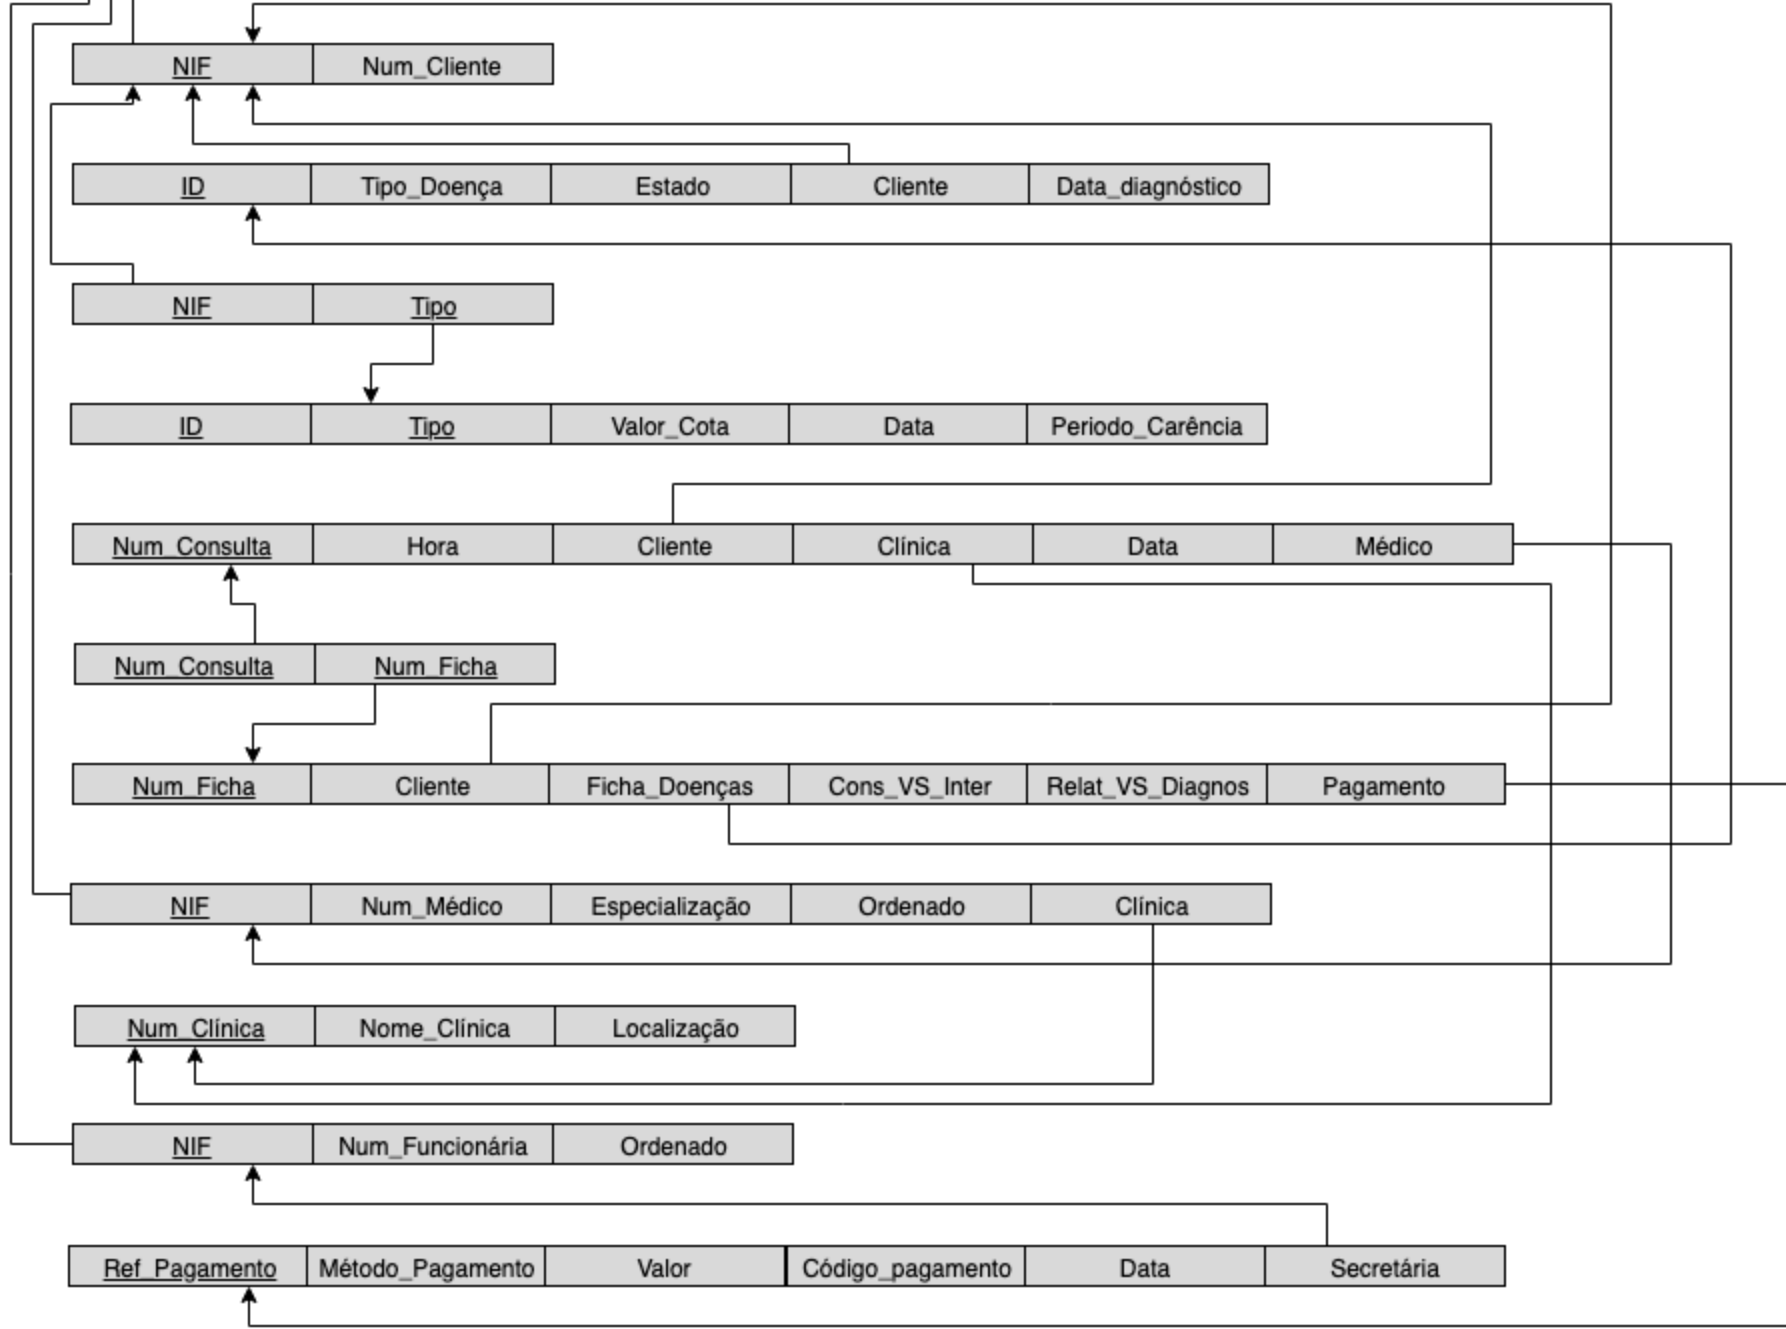 NIF Num_Cliente
ID Tipo_Doença Estado Cliente Data_diagnóstico
NIF Tipo
ID Tipo Valor_Cota Data Periodo_Carência
Num_Consulta Hora Cliente Clínica Data Médico
Num_Consulta Num_Ficha
Num_Ficha Cliente Ficha_Doenças Cons_VS_Inter Relat_VS_Diagnos Pagamento
NIF Num_Médico Especialização Ordenado Clínica
Num_Clínica Nome_Clínica Localização
NIF Num_Funcionária Ordenado
Ref_Pagamento Método_Pagamento Valor Código_pagamento Data Secretária